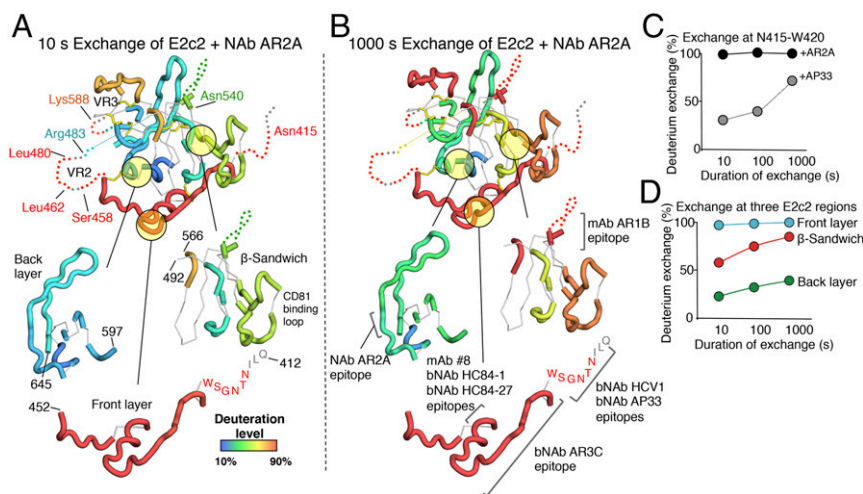 A
10 s Exchange of E2c2 + NAb AR2A
Lys588
VR3
Asn540
Arg483
Leu480
Asn415
VR2
Leu462
Ser458
566
Back
layer
492
β-Sandwich
CD81
binding
loop
597
645
412
Q
L
I
N
T
N
G
S
W
452
Front layer
Deuteration
level
10%
90%
B
1000 s Exchange of E2c2 + NAb AR2A
mAb AR1B
epitope
NAb AR2A
epitope
mAb #8
bNAb HC84-1
bNAb HC84-27
epitopes
Q
L
I
N
T
N
G
S
W
bNAb HCV1
bNAb AP33
epitopes
bNAb AR3C
epitope
C
Exchange at N415-W420
Deuterium exchange (%)
100
50
0
+AR2A
+AP33
10
100
1000
Duration of exchange (s)
D
Exchange at three E2c2 regions
Deuterium exchange (%)
100
50
0
Front layer
β-Sandwich
Back layer
10
100
1000
Duration of exchange (s)